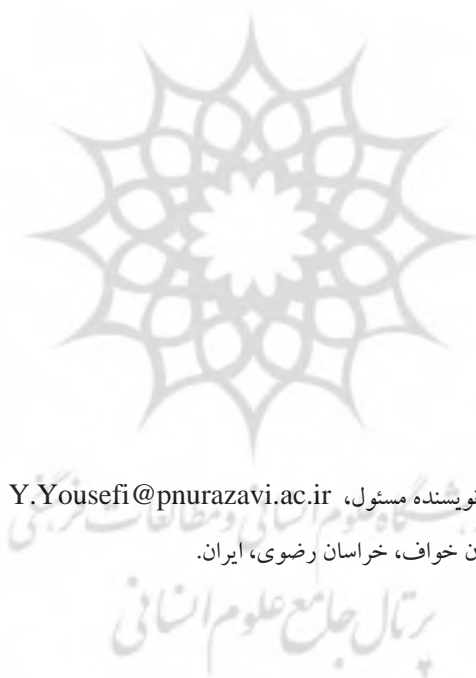 نویسنده مسئول، Y.Yousefi@pnurazavi.ac.ir
خواف، خراسان رضوی، ایران.
پرتال جامع علوم انسانی